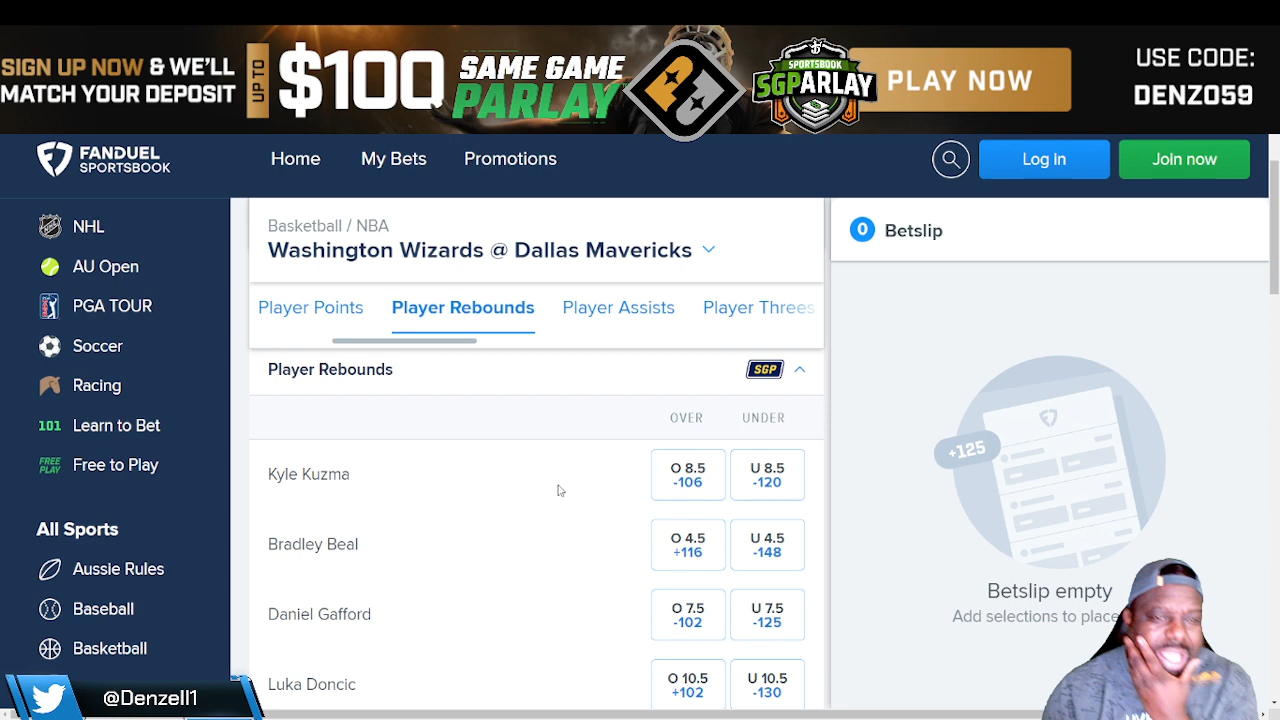 SIGN UP NOW & WE'LL
MATCH YOUR DEPOSIT
UP TO
$100
SAME GAME
PARLAY
SPORTSBOOK
SGPARLAY
PLAY NOW
USE CODE:
DENZO59
FANDUEL
SPORTSBOOK
Home
My Bets
Promotions
Log in
Join now
NHL
AU Open
PGA TOUR
Soccer
Racing
101 Learn to Bet
FREE PLAY Free to Play
All Sports
Aussie Rules
Baseball
Basketball
Basketball / NBA
Washington Wizards @ Dallas Mavericks
Player Points Player Rebounds Player Assists Player Threes
Player Rebounds SGP
OVER UNDER
Kyle Kuzma O 8.5 U 8.5
-106 -120
Bradley Beal O 4.5 U 4.5
+116 -148
Daniel Gafford O 7.5 U 7.5
-102 -125
Luka Doncic O 10.5 U 10.5
+102 -130
0 Betslip
+125
Betslip empty
Add selections to place
@Denzell1